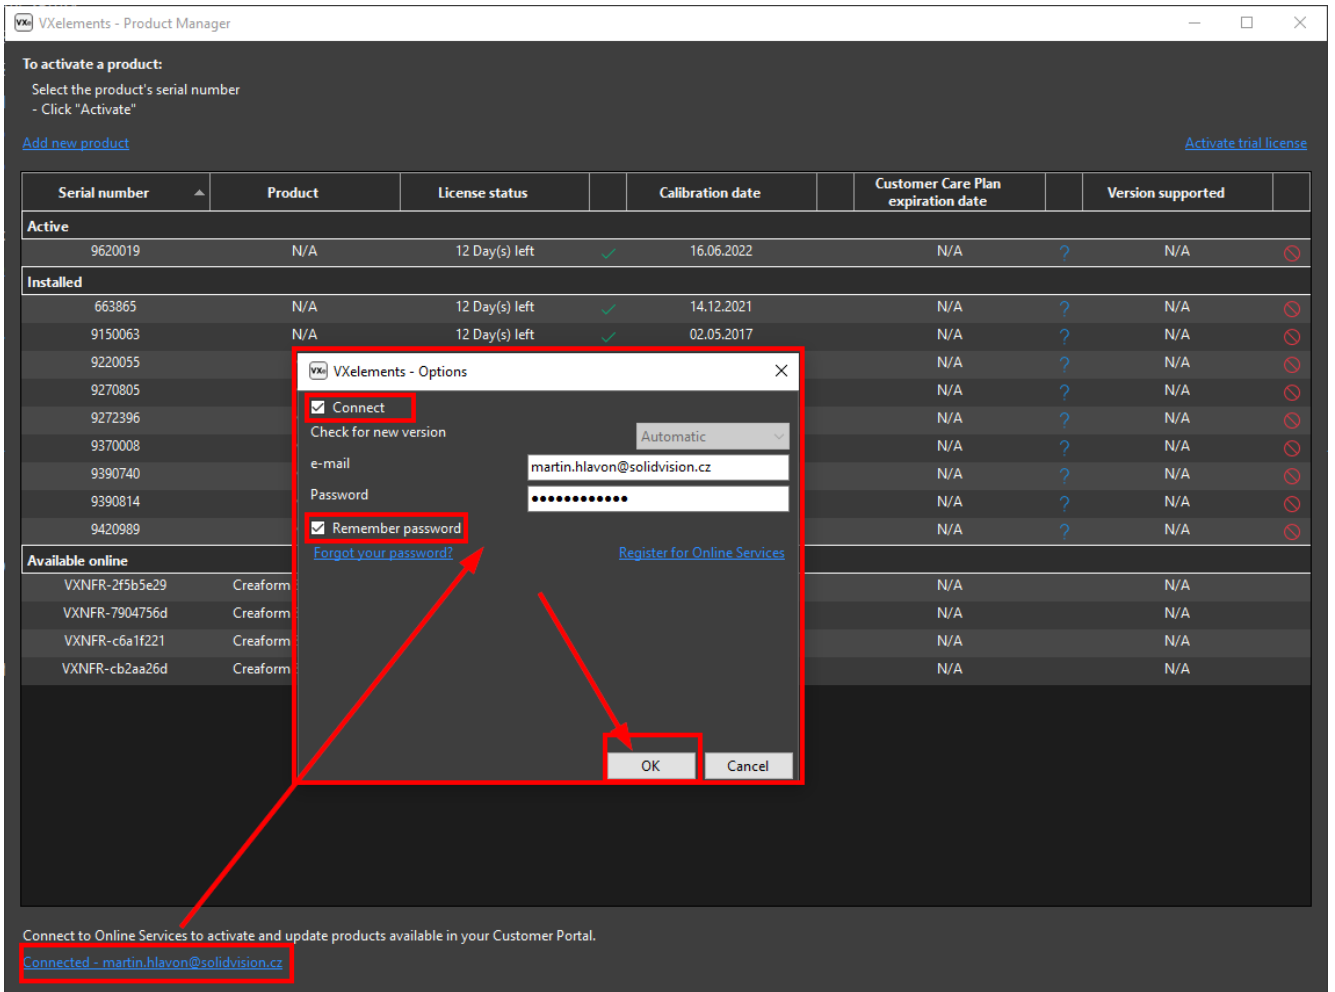 VXelements - Product Manager
To activate a product:
Select the product's serial number
- Click "Activate"
Add new product
Activate trial license
Serial number Product License status Calibration date Customer Care Plan expiration date Version supported
Active
9620019 N/A 12 Day(s) left 16.06.2022 N/A ? N/A
Installed
663865 N/A 12 Day(s) left 14.12.2021 N/A ? N/A
9150063 N/A 12 Day(s) left 02.05.2017 N/A ? N/A
9220055 N/A ? N/A
9270805 N/A ? N/A
9272396 N/A ? N/A
9370008 N/A ? N/A
9390740 N/A ? N/A
9390814 N/A ? N/A
9420989 N/A ? N/A
Available online
VXNFR-2f5b5e29 Creaform N/A N/A
VXNFR-7904756d Creaform N/A N/A
VXNFR-c6a1f221 Creaform N/A N/A
VXNFR-cb2aa26d Creaform N/A N/A
VXelements - Options
Connect
Check for new version Automatic
e-mail martin.hlavon@solidvision.cz
Password ••••••••••••
Remember password
Forgot your password? Register for Online Services
OK Cancel
Connect to Online Services to activate and update products available in your Customer Portal.
Connected - martin.hlavon@solidvision.cz